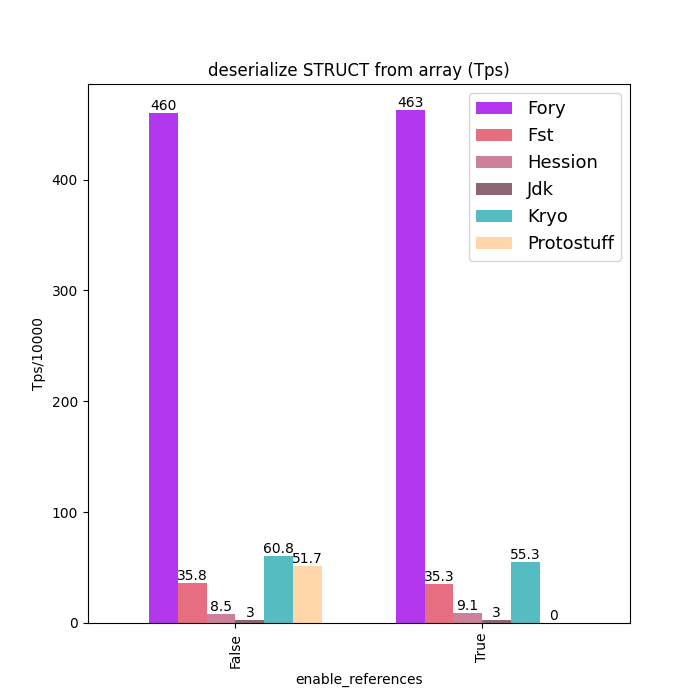 deserialize STRUCT from array (Tps)
Fory
Fst
Hession
Jdk
Kryo
Protostuff
Tps/10000
400
300
200
100
0
460
35.8
8.5
3
60.8
51.7
463
35.3
9.1
3
55.3
0
False
True
enable_references